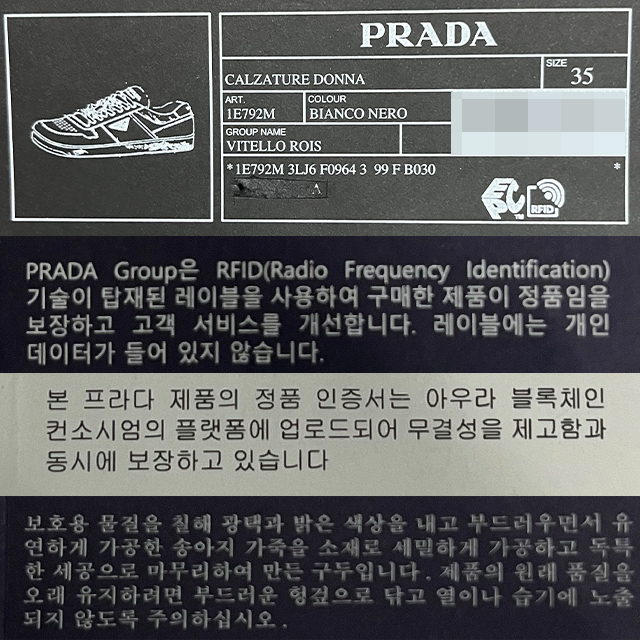 PRADA
CALZATURE DONNA
SIZE
35
ART.
1E792M
COLOUR
BIANCO NERO
GROUP NAME
VITELLO ROIS
*1E792M 3LJ6 F0964 3 99 F B030 *
A
EPC™ RFID
PRADA Group은 RFID(Radio Frequency Identification)
기술이 탑재된 레이블을 사용하여 구매한 제품이 정품임을
보장하고 고객 서비스를 개선합니다. 레이블에는 개인
데이터가 들어 있지 않습니다.
본 프라다 제품의 정품 인증서는 아우라 블록체인
컨소시엄의 플랫폼에 업로드되어 무결성을 제고함과
동시에 보장하고 있습니다
보호용 물질을 칠해 광택과 밝은 색상을 내고 부드러우면서 유
연하게 가공한 송아지 가죽을 소재로 세밀하게 가공하고 독특
한 세공으로 마무리하여 만든 구두입니다. 제품의 원래 품질을
오래 유지하려면 부드러운 헝겊으로 닦고 열이나 습기에 노출
되지 않도록 주의하십시오.